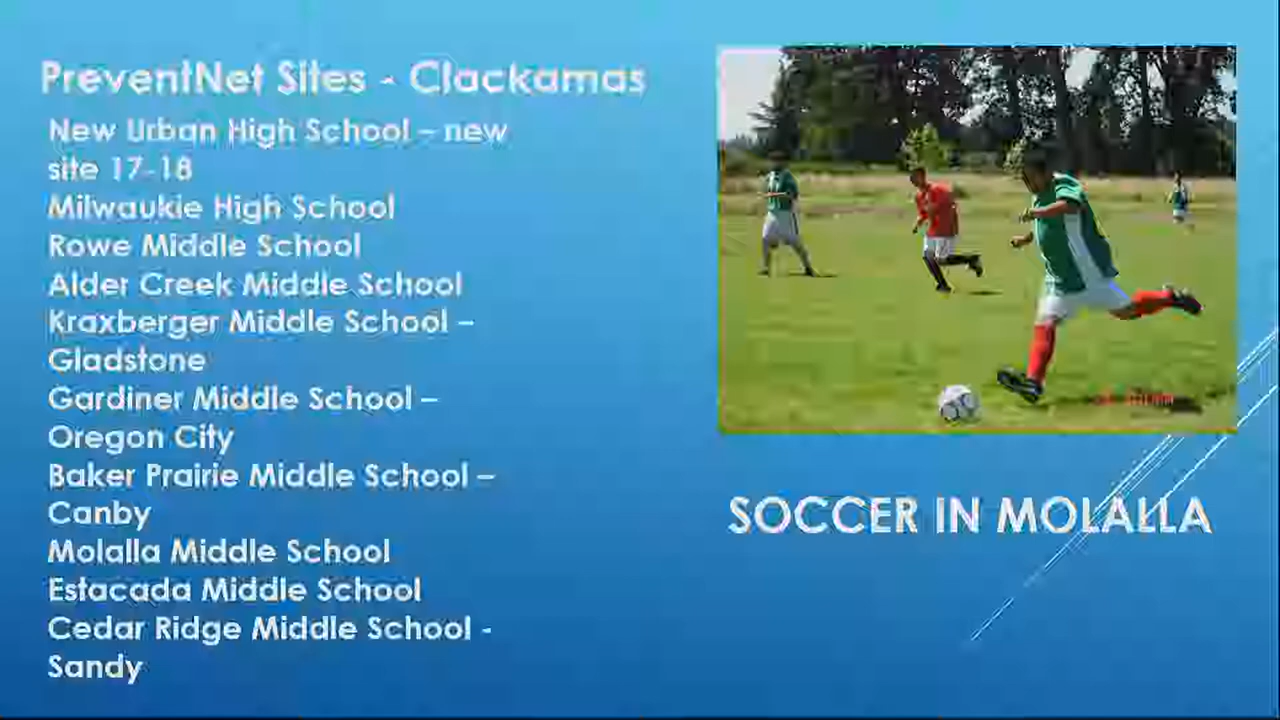 PreventNet Sites - Clackamas
New Urban High School – new
site 17-18
Milwaukie High School
Rowe Middle School
Alder Creek Middle School
Kraxberger Middle School –
Gladstone
Gardiner Middle School –
Oregon City
Baker Prairie Middle School –
Canby
Molalla Middle School
Estacada Middle School
Cedar Ridge Middle School -
Sandy
SOCCER IN MOLALLA